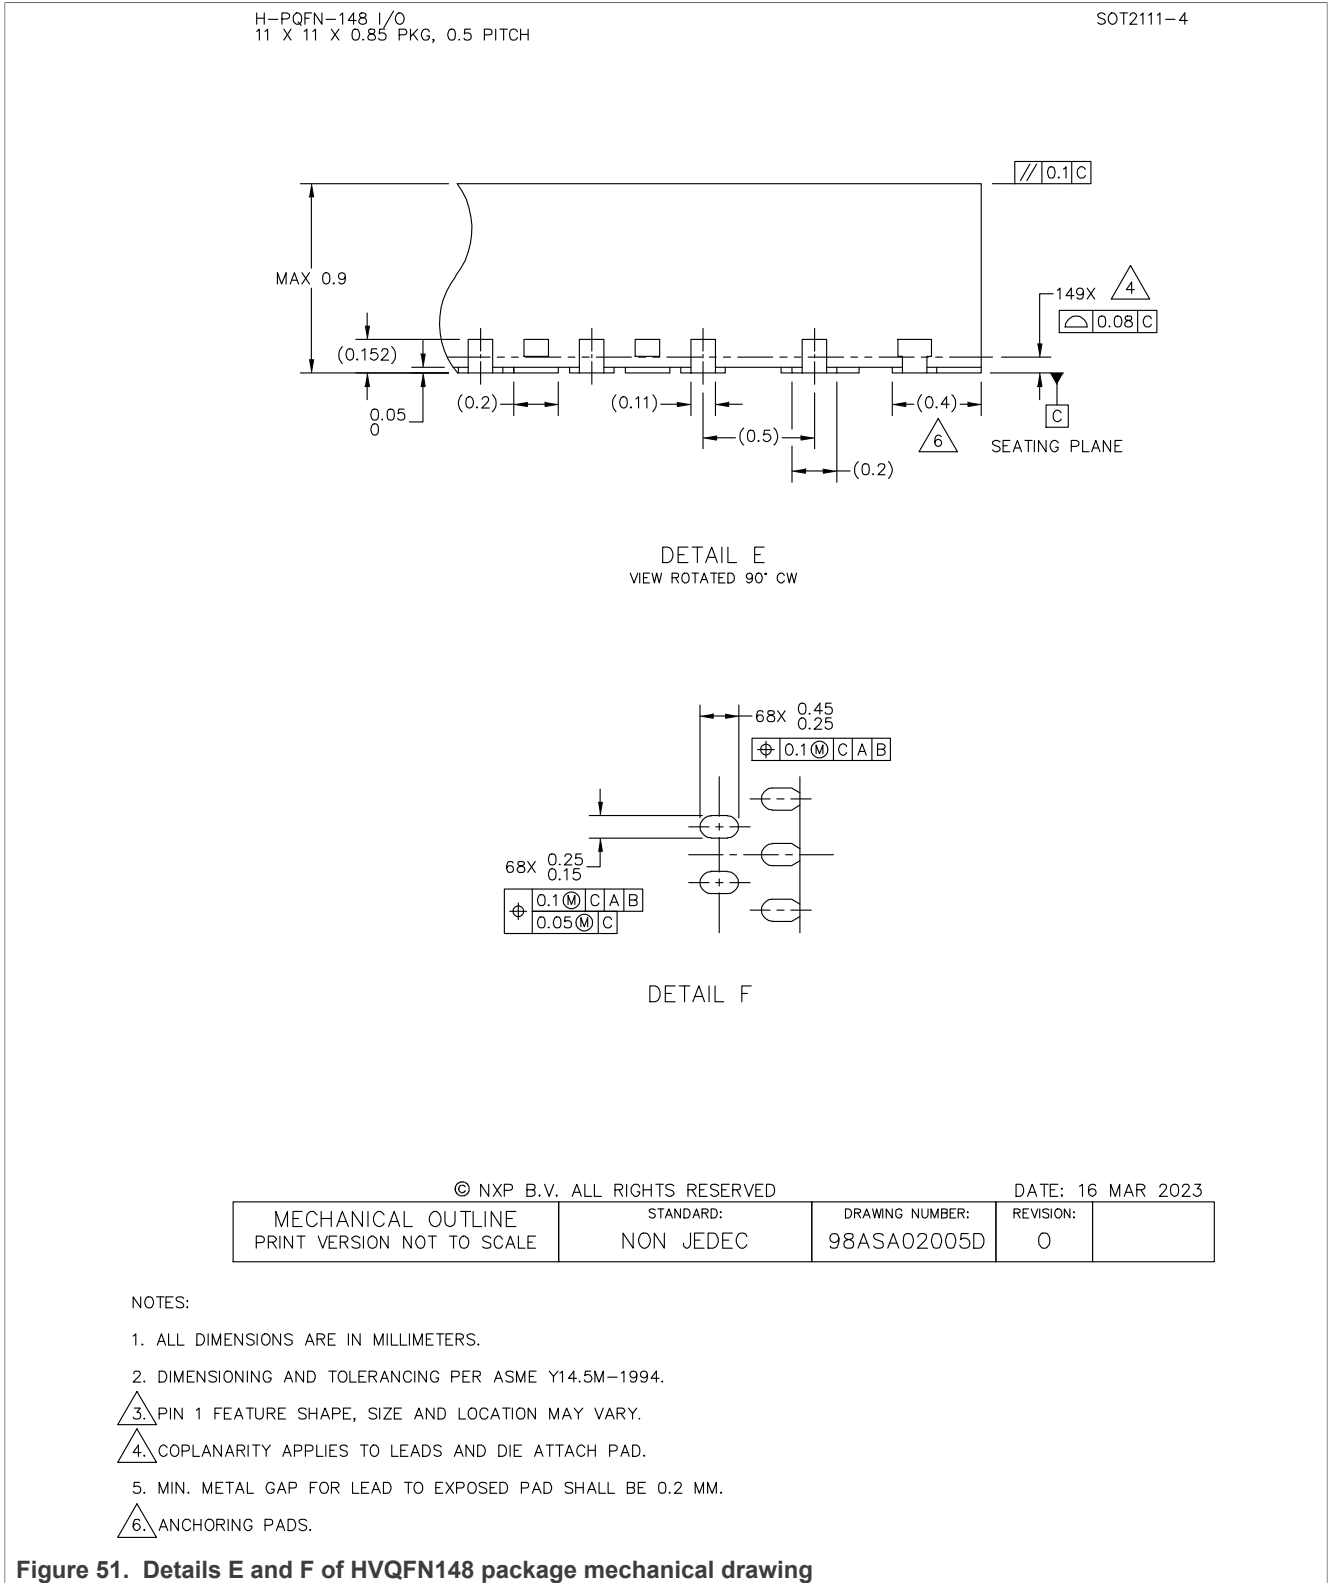 H-PQFN-148 I/O
11 X 11 X 0.85 PKG, 0.5 PITCH
SOT2111-4
// 0.1 C
MAX 0.9
149X 4
0.08 C
(0.152)
0.05
0
(0.2)
(0.11)
(0.5)
(0.4)
6
(0.2)
C
SEATING PLANE
DETAIL E
VIEW ROTATED 90° CW
68X 0.45
0.25
⌖ 0.1 Ⓜ C A B
68X 0.25
0.15
⌖ 0.1 Ⓜ C A B
0.05 Ⓜ C
DETAIL F
© NXP B.V. ALL RIGHTS RESERVED
DATE: 16 MAR 2023
MECHANICAL OUTLINE
PRINT VERSION NOT TO SCALE
STANDARD:
NON JEDEC
DRAWING NUMBER:
98ASA02005D
REVISION:
O
NOTES:
1. ALL DIMENSIONS ARE IN MILLIMETERS.
2. DIMENSIONING AND TOLERANCING PER ASME Y14.5M-1994.
3. PIN 1 FEATURE SHAPE, SIZE AND LOCATION MAY VARY.
4. COPLANARITY APPLIES TO LEADS AND DIE ATTACH PAD.
5. MIN. METAL GAP FOR LEAD TO EXPOSED PAD SHALL BE 0.2 MM.
6. ANCHORING PADS.
Figure 51. Details E and F of HVQFN148 package mechanical drawing